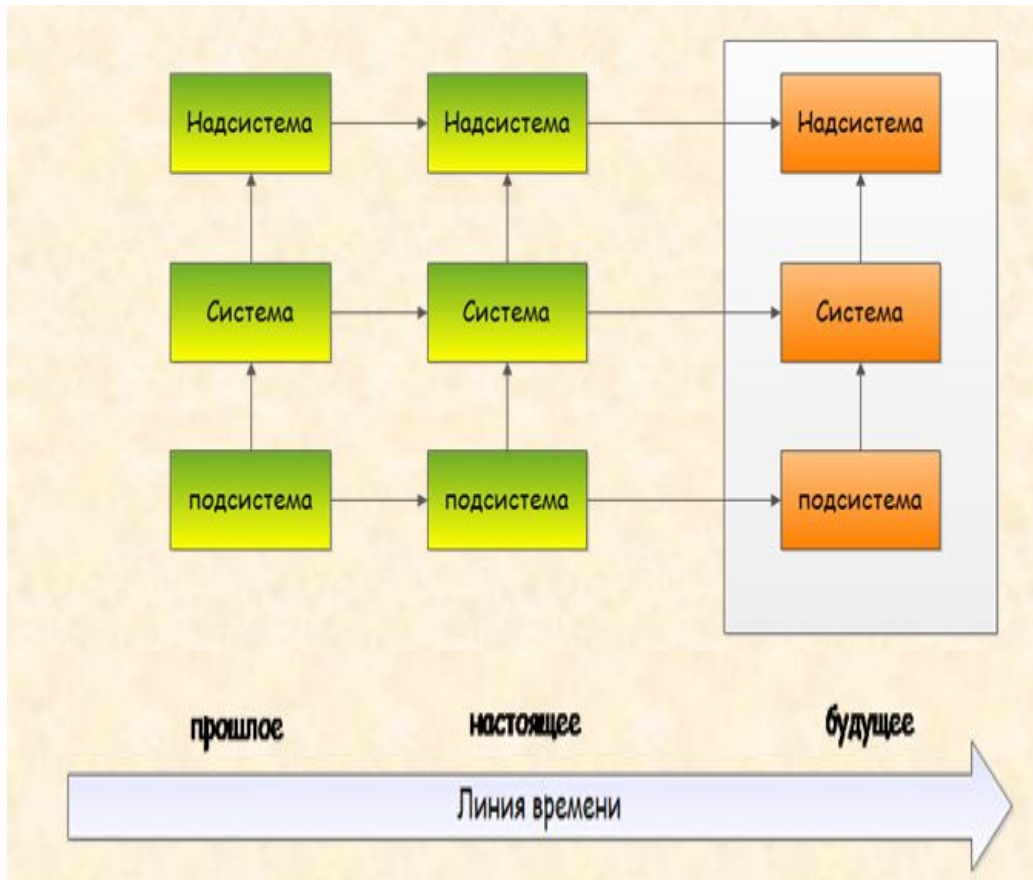 Надсистема
Надсистема
Надсистема
Система
Система
Система
подсистема
подсистема
подсистема
прошлое
настоящее
будущее
Линия времени